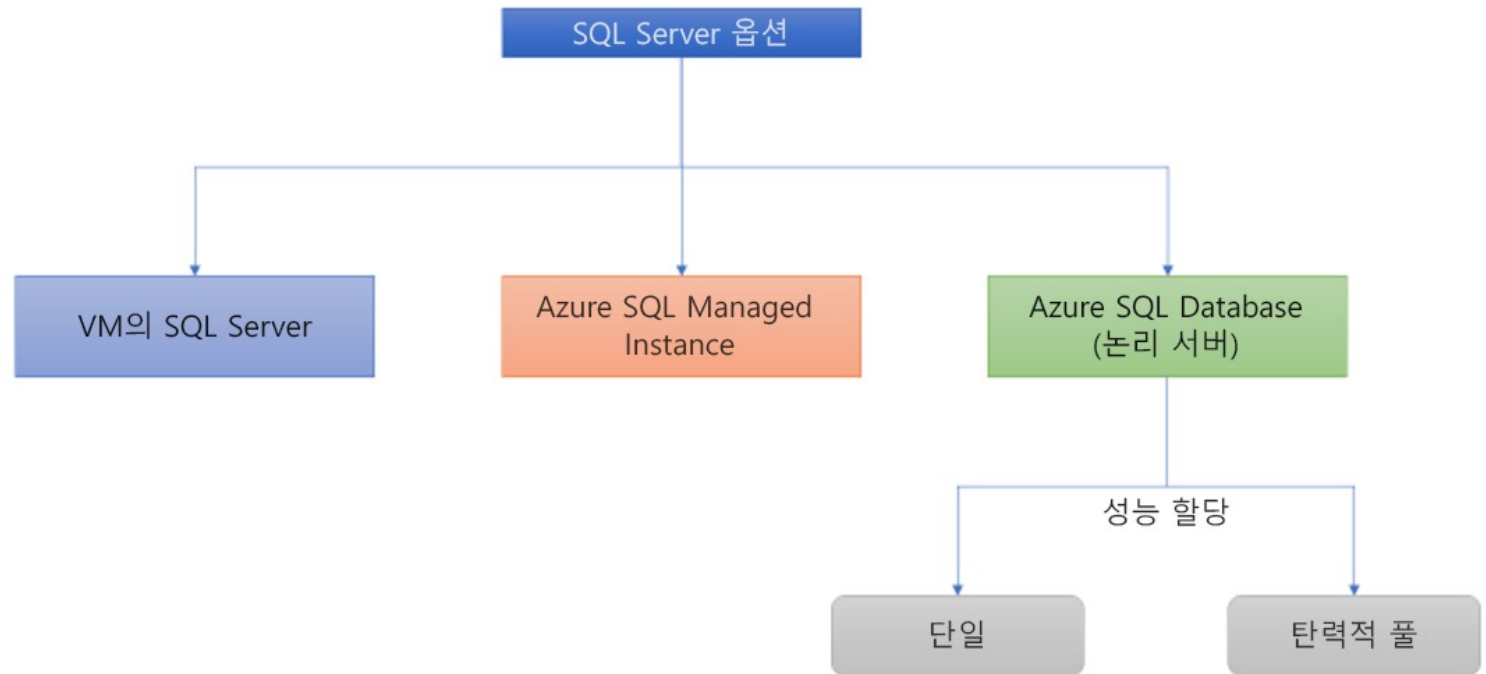 SQL Server 옵션
VM의 SQL Server
Azure SQL Managed
Instance
Azure SQL Database
(논리 서버)
성능 할당
단일
탄력적 풀